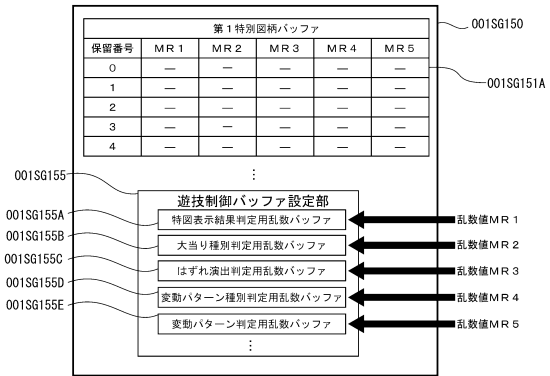 001SG150
第１特別図柄バッファ
保留番号 ＭＲ１ ＭＲ２ ＭＲ３ ＭＲ４ ＭＲ５
０ ― ― ― ― ―
１ ― ― ― ― ―
２ ― ― ― ― ―
３ ― ― ― ― ―
４ ― ― ― ― ―
001SG151A
⋮
001SG155
遊技制御バッファ設定部
001SG155A
特図表示結果判定用乱数バッファ
乱数値ＭＲ１
001SG155B
大当り種別判定用乱数バッファ
乱数値ＭＲ２
001SG155C
はずれ演出判定用乱数バッファ
乱数値ＭＲ３
001SG155D
変動パターン種別判定用乱数バッファ
乱数値ＭＲ４
001SG155E
変動パターン判定用乱数バッファ
乱数値ＭＲ５
⋮